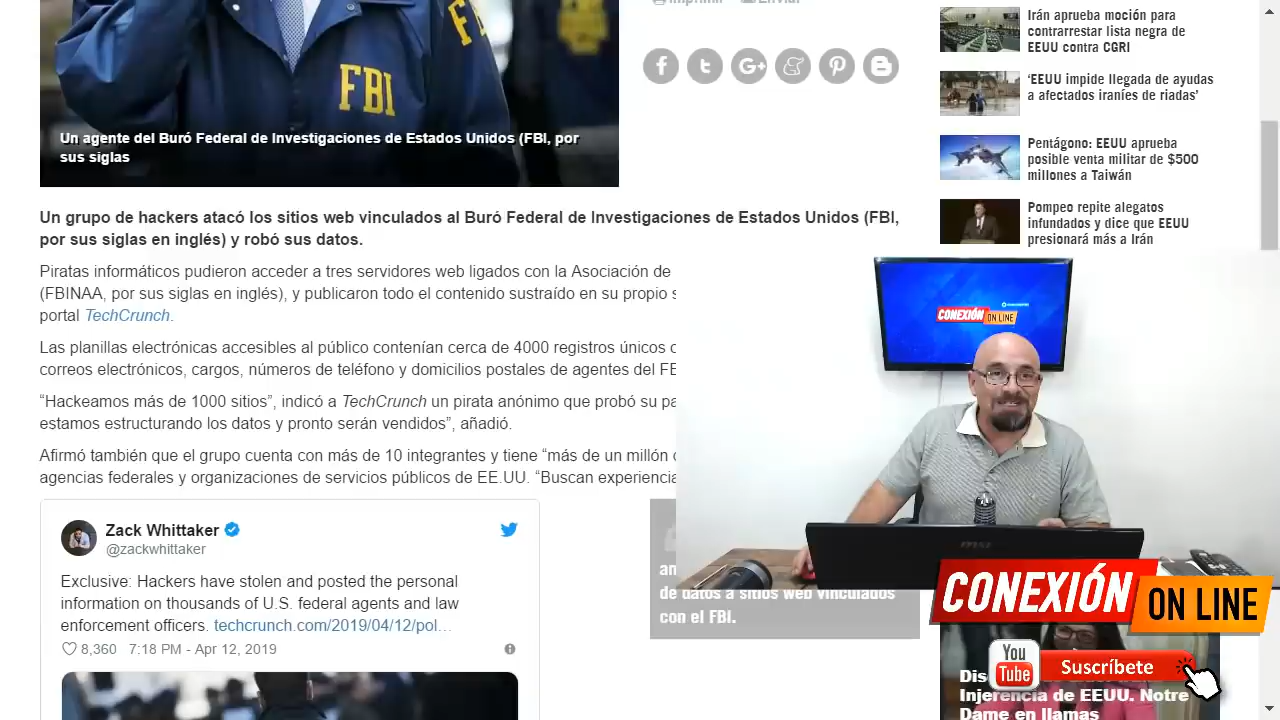 Imprimir
Enviar
FBI
FB
Un agente del Buró Federal de Investigaciones de Estados Unidos (FBI, por
sus siglas
Un grupo de hackers atacó los sitios web vinculados al Buró Federal de Investigaciones de Estados Unidos (FBI,
por sus siglas en inglés) y robó sus datos.
Piratas informáticos pudieron acceder a tres servidores web ligados con la Asociación de
(FBINAA, por sus siglas en inglés), y publicaron todo el contenido sustraído en su propio s
portal TechCrunch.
Las planillas electrónicas accesibles al público contenían cerca de 4000 registros únicos
correos electrónicos, cargos, números de teléfono y domicilios postales de agentes del FB
“Hackeamos más de 1000 sitios”, indicó a TechCrunch un pirata anónimo que probó su pa
estamos estructurando los datos y pronto serán vendidos”, añadió.
Afirmó también que el grupo cuenta con más de 10 integrantes y tiene “más de un millón
agencias federales y organizaciones de servicios públicos de EE.UU. “Buscan experiencia
Zack Whittaker
@zackwhittaker
Exclusive: Hackers have stolen and posted the personal
information on thousands of U.S. federal agents and law
enforcement officers. techcrunch.com/2019/04/12/pol…
8,360 7:18 PM - Apr 12, 2019
an
de datos a sitios web vinculados
con el FBI.
Irán aprueba moción para
contrarrestar lista negra de
EEUU contra CGRI
‘EEUU impide llegada de ayudas
a afectados iraníes de riadas’
Pentágono: EEUU aprueba
posible venta militar de $500
millones a Taiwán
Pompeo repite alegatos
infundados y dice que EEUU
presionará más a Irán
CONEXIÓN
ON LINE
msi
CONEXIÓN
ON LINE
You
Tube
Suscríbete
Dis
Injerencia de EEUU. Notre
Dame en llamas